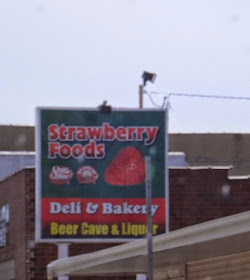 Strawberry
Foods
Deli & Bakery
Beer Cave & Liquor